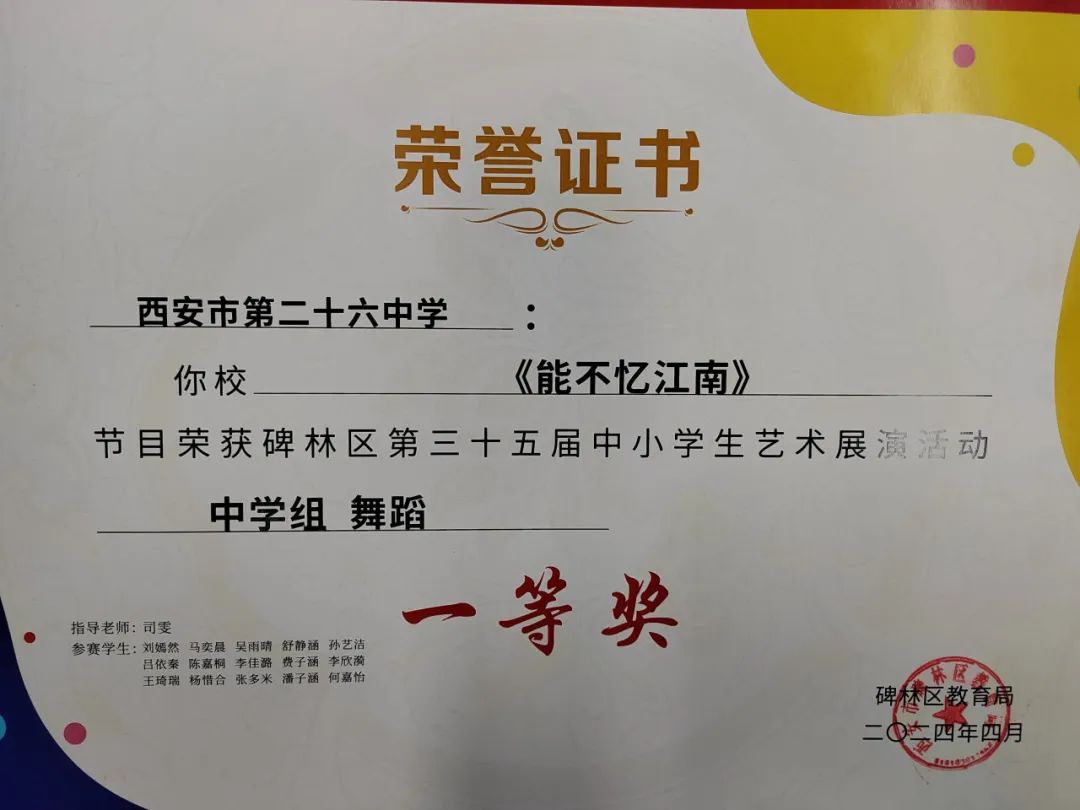 荣誉证书
西安市第二十六中学：
你校《能不忆江南》
节目荣获碑林区第三十五届中小学生艺术展演活动
中学组 舞蹈
一等奖
指导老师：司雯
参赛学生：刘嫣然 马奕晨 吴雨晴 舒静涵 孙艺洁
吕依秦 陈嘉桐 李佳潞 费子涵 李欣漪
王琦瑞 杨惜合 张多米 潘子涵 何嘉怡
碑林区教育局
二〇二四年四月